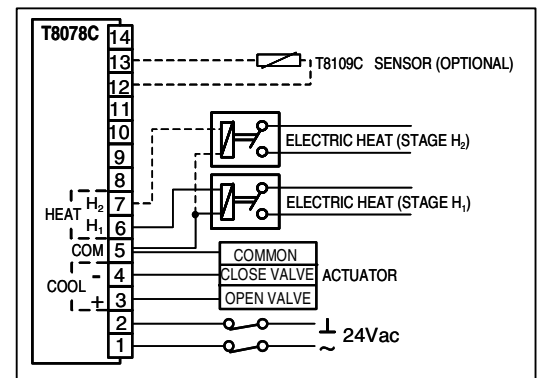 T8078C
14
13
T8109C SENSOR (OPTIONAL)
12
11
10
ELECTRIC HEAT (STAGE H₂)
9
8
H₂ 7
ELECTRIC HEAT (STAGE H₁)
HEAT
H₁ 6
COM 5
COMMON
- 4
CLOSE VALVE ACTUATOR
COOL
+ 3
OPEN VALVE
2
⊥
24Vac
1
~